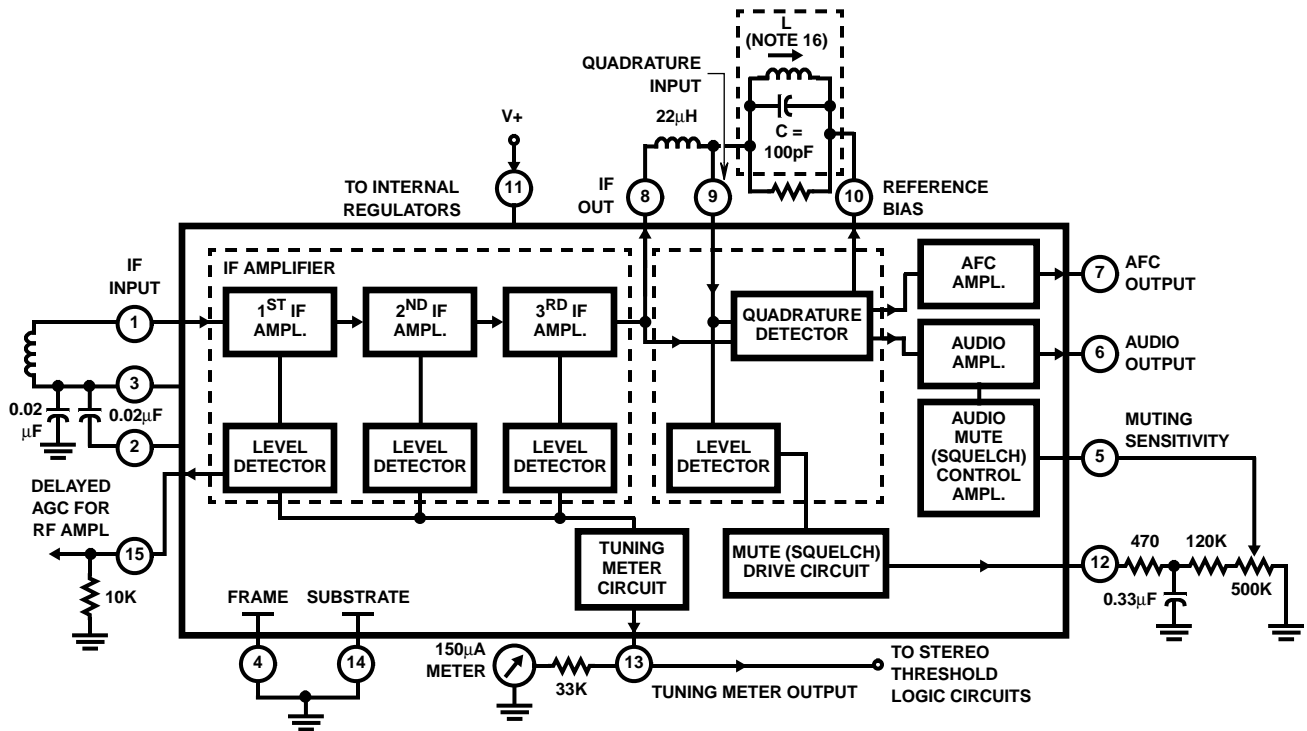 L
(NOTE 16)
QUADRATURE
INPUT
22µH
C =
100pF
V+
11
TO INTERNAL
REGULATORS
8
IF
OUT
9
10
REFERENCE
BIAS
IF
INPUT
1
3
2
0.02
µF
0.02µF
IF AMPLIFIER
1ST IF
AMPL.
2ND IF
AMPL.
3RD IF
AMPL.
QUADRATURE
DETECTOR
AFC
AMPL.
7
AFC
OUTPUT
AUDIO
AMPL.
6
AUDIO
OUTPUT
LEVEL
DETECTOR
LEVEL
DETECTOR
LEVEL
DETECTOR
LEVEL
DETECTOR
AUDIO
MUTE
(SQUELCH)
CONTROL
AMPL.
5
MUTING
SENSITIVITY
DELAYED
AGC FOR
RF AMPL
15
10K
TUNING
METER
CIRCUIT
MUTE (SQUELCH)
DRIVE CIRCUIT
12
470
120K
500K
0.33µF
FRAME
SUBSTRATE
4
14
150µA
METER
33K
13
TUNING METER OUTPUT
TO STEREO
THRESHOLD
LOGIC CIRCUITS